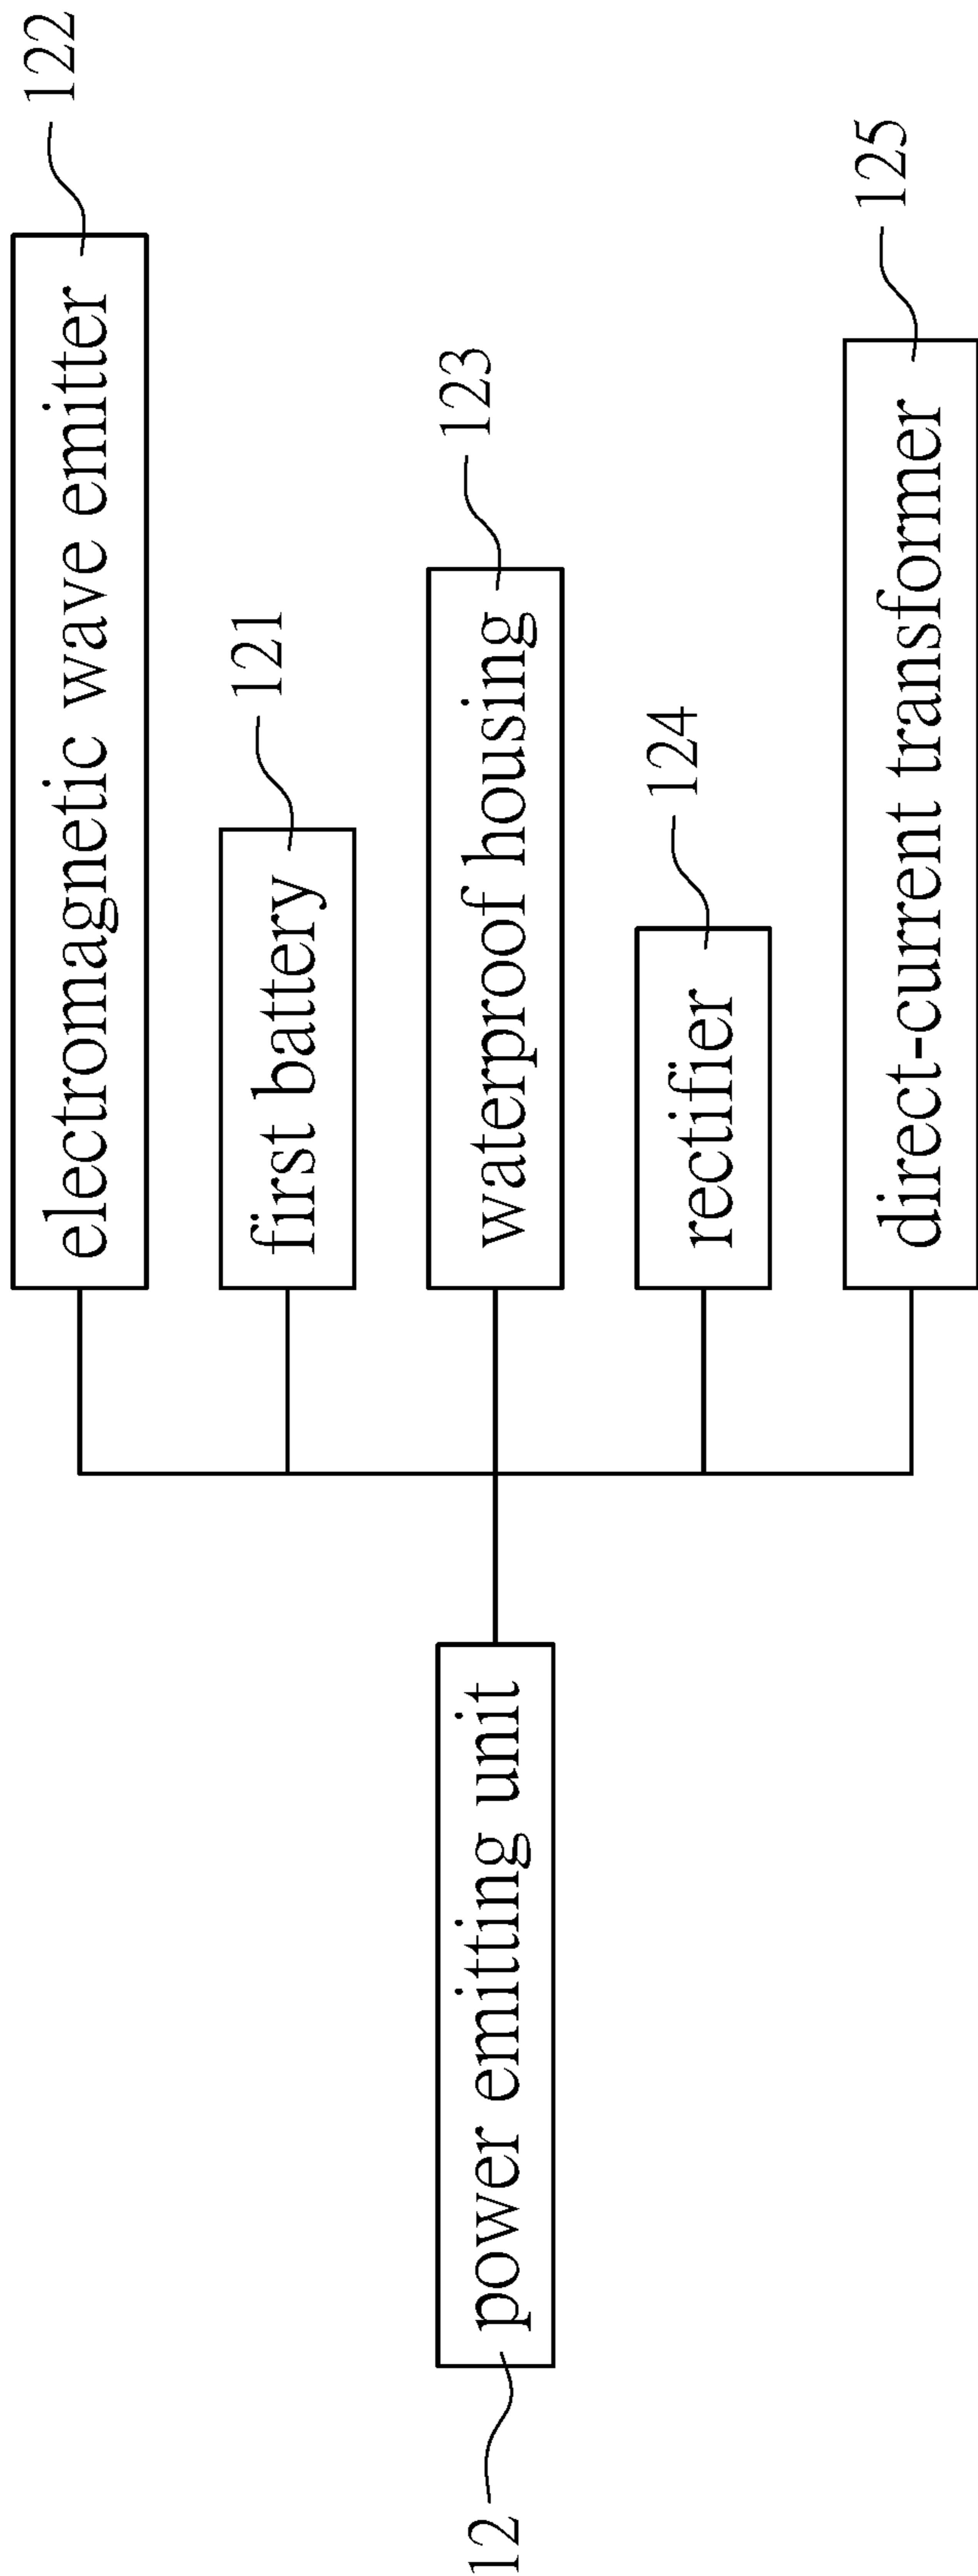 12
power emitting unit
electromagnetic wave emitter
122
first battery
121
waterproof housing
123
rectifier
124
direct-current transformer
125